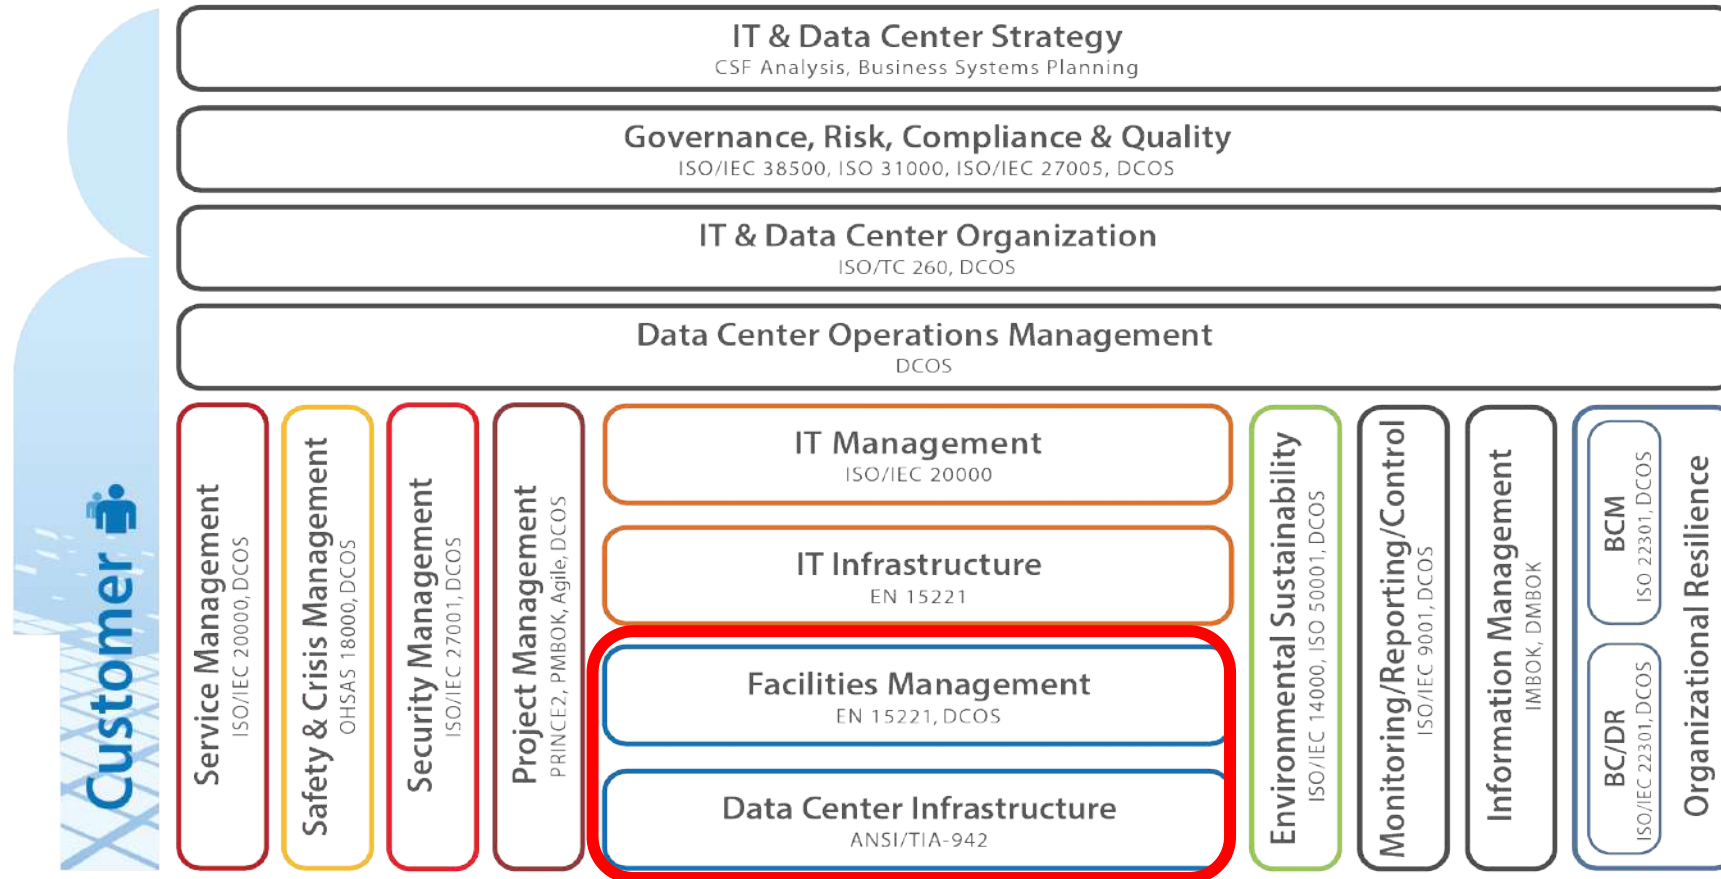 IT & Data Center Strategy
CSF Analysis, Business Systems Planning
Governance, Risk, Compliance & Quality
ISO/IEC 38500, ISO 31000, ISO/IEC 27005, DCOS
IT & Data Center Organization
ISO/TC 260, DCOS
Data Center Operations Management
DCOS
Customer
Service Management
ISO/IEC 20000, DCOS
Safety & Crisis Management
OHSAS 18000, DCOS
Security Management
ISO/IEC 27001, DCOS
Project Management
PRINCE2, PMBOK, Agile, DCOS
IT Management
ISO/IEC 20000
IT Infrastructure
EN 15221
Facilities Management
EN 15221, DCOS
Data Center Infrastructure
ANSI/TIA-942
Environmental Sustainability
ISO/IEC 14000, ISO 50001, DCOS
Monitoring/Reporting/Control
ISO/IEC 9001, DCOS
Information Management
IMBOK, DMBOK
BCM
ISO 22301, DCOS
BC/DR
ISO/IEC 22301, DCOS
Organizational Resilience